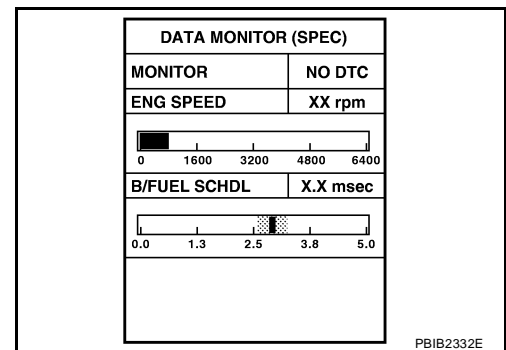 DATA MONITOR (SPEC)
MONITOR NO DTC
ENG SPEED XX rpm
0 1600 3200 4800 6400
B/FUEL SCHDL X.X msec
0.0 1.3 2.5 3.8 5.0
PBIB2332E